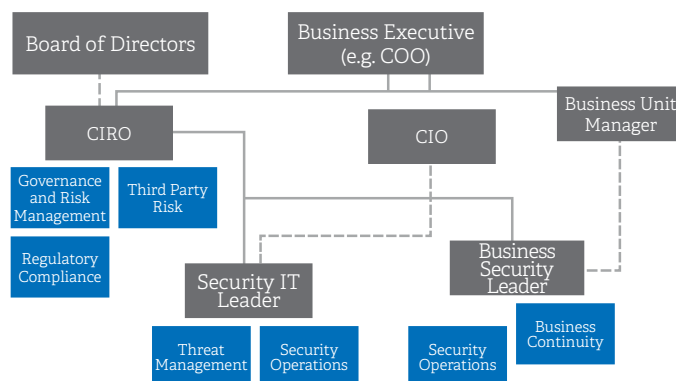 Board of Directors
Business Executive
(e.g. COO)
Business Unit
Manager
CIRO
CIO
Governance
and Risk
Management
Third Party
Risk
Regulatory
Compliance
Security IT
Leader
Business
Security
Leader
Threat
Management
Security
Operations
Security
Operations
Business
Continuity